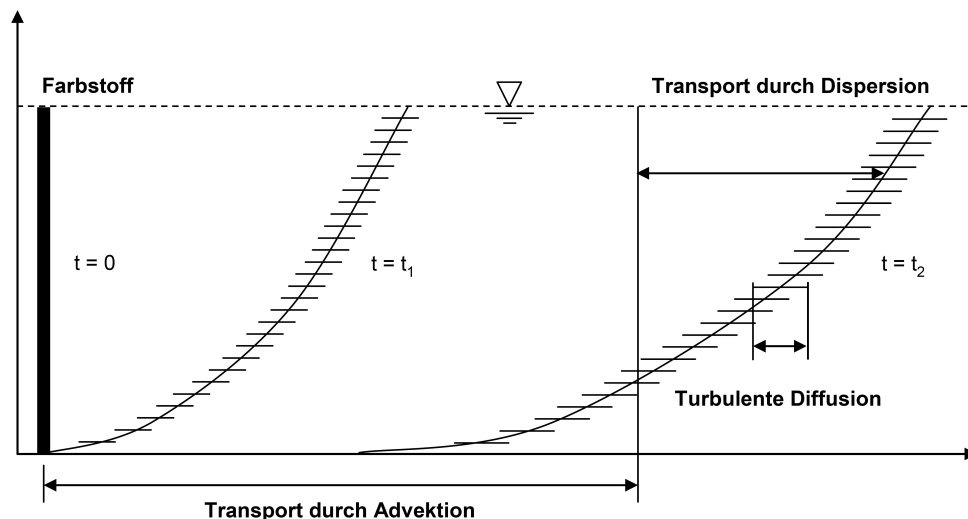 Farbstoff
Transport durch Dispersion
t = 0
t = t₁
t = t₂
Turbulente Diffusion
Transport durch Advektion